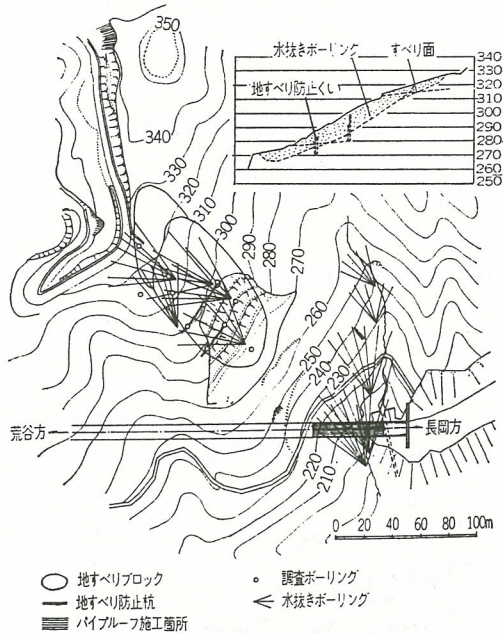 350
340
330
320
310
300
290
280
270
260
250
240
230
220
210
水抜きボーリング
すべり面
地すべり防止くい
340
330
320
310
300
290
280
270
260
250
荒谷方
長岡方
0 20 40 60 80 100m
地すべりブロック
地すべり防止杭
パイプルーフ施工箇所
調査ボーリング
水抜きボーリング